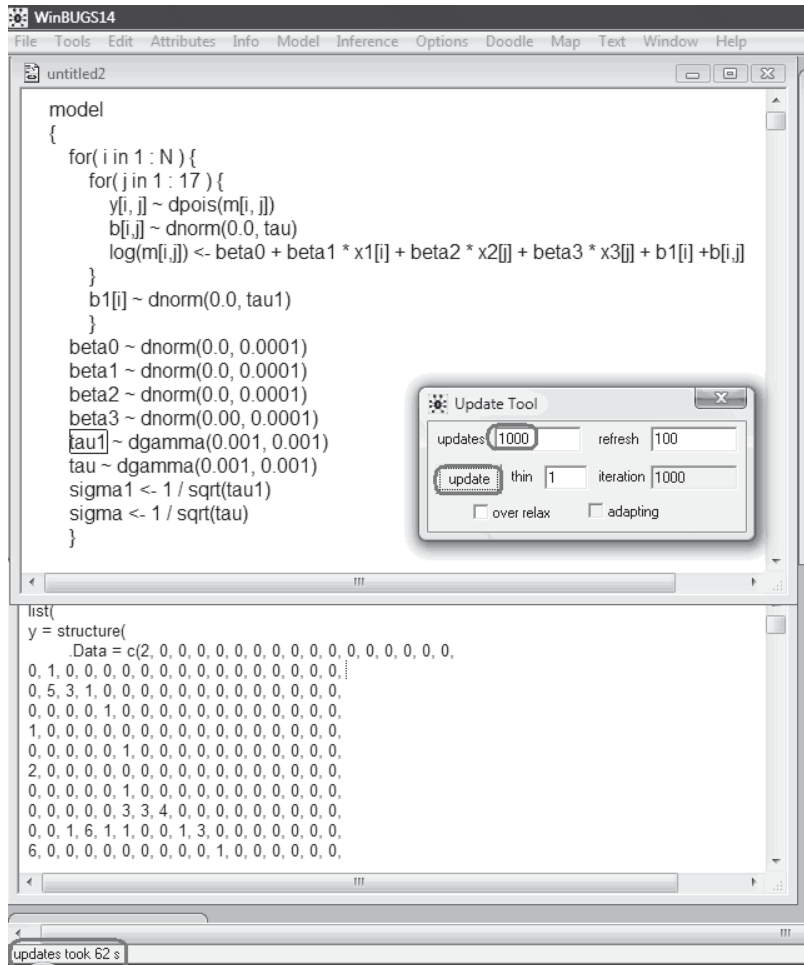 WinBUGS14
File Tools Edit Attributes Info Model Inference Options Doodle Map Text Window Help
untitled2
model
{
for( i in 1 : N ) {
for( j in 1 : 17 ) {
y[i, j] ~ dpois(m[i, j])
b[i,j] ~ dnorm(0.0, tau)
log(m[i,j]) <- beta0 + beta1 * x1[i] + beta2 * x2[j] + beta3 * x3[j] + b1[i] +b[i,j]
}
b1[i] ~ dnorm(0.0, tau1)
}
beta0 ~ dnorm(0.0, 0.0001)
beta1 ~ dnorm(0.0, 0.0001)
beta2 ~ dnorm(0.0, 0.0001)
beta3 ~ dnorm(0.00, 0.0001)
tau1 ~ dgamma(0.001, 0.001)
tau ~ dgamma(0.001, 0.001)
sigma1 <- 1 / sqrt(tau1)
sigma <- 1 / sqrt(tau)
}
Update Tool
updates 1000 refresh 100
update thin 1 iteration 1000
over relax adapting
list(
y = structure(
.Data = c(2, 0, 0, 0, 0, 0, 0, 0, 0, 0, 0, 0, 0, 0, 0, 0, 0,
0, 1, 0, 0, 0, 0, 0, 0, 0, 0, 0, 0, 0, 0, 0, 0, 0,
0, 5, 3, 1, 0, 0, 0, 0, 0, 0, 0, 0, 0, 0, 0, 0, 0,
0, 0, 0, 0, 1, 0, 0, 0, 0, 0, 0, 0, 0, 0, 0, 0, 0,
1, 0, 0, 0, 0, 0, 0, 0, 0, 0, 0, 0, 0, 0, 0, 0, 0,
0, 0, 0, 0, 0, 1, 0, 0, 0, 0, 0, 0, 0, 0, 0, 0, 0,
2, 0, 0, 0, 0, 0, 0, 0, 0, 0, 0, 0, 0, 0, 0, 0, 0,
0, 0, 0, 0, 0, 1, 0, 0, 0, 0, 0, 0, 0, 0, 0, 0, 0,
0, 0, 0, 0, 0, 3, 3, 4, 0, 0, 0, 0, 0, 0, 0, 0, 0,
0, 0, 1, 6, 1, 1, 0, 0, 1, 3, 0, 0, 0, 0, 0, 0, 0,
6, 0, 0, 0, 0, 0, 0, 0, 0, 0, 1, 0, 0, 0, 0, 0, 0,
updates took 62 s